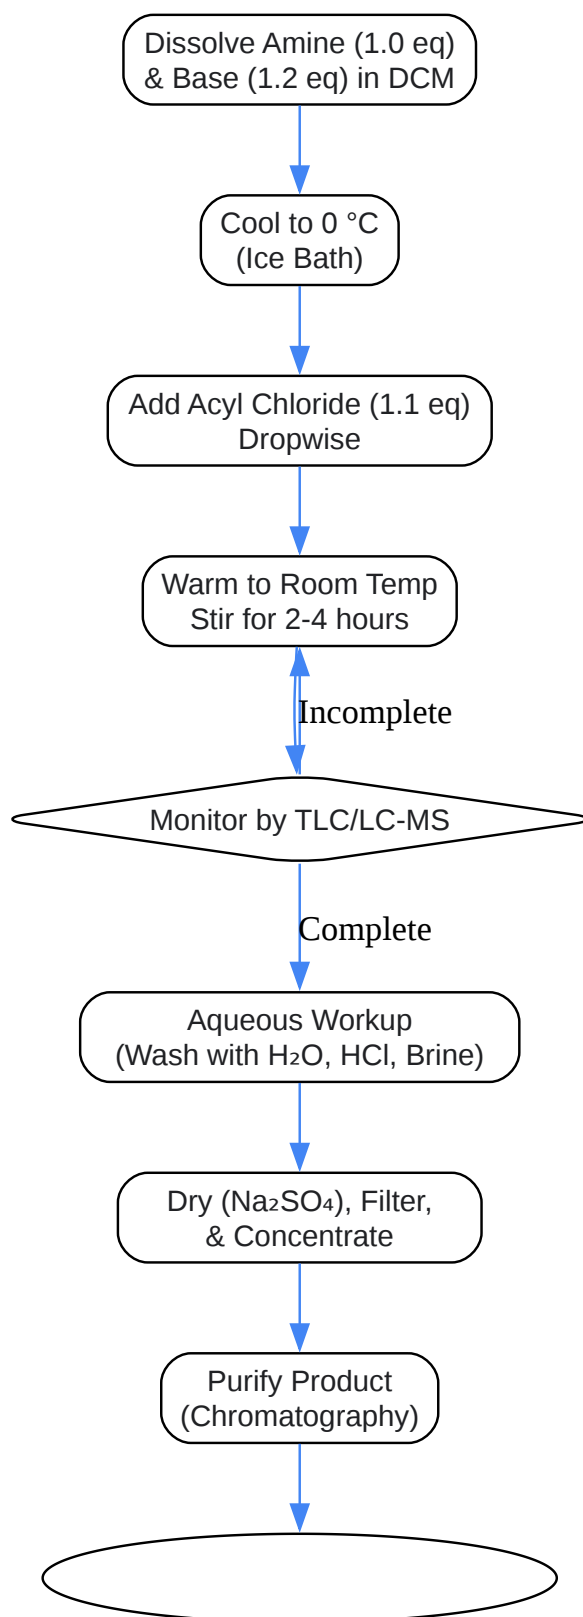 Dissolve Amine (1.0 eq)
& Base (1.2 eq) in DCM
Cool to 0 °C
(Ice Bath)
Add Acyl Chloride (1.1 eq)
Dropwise
Warm to Room Temp
Stir for 2-4 hours
Incomplete
Monitor by TLC/LC-MS
Complete
Aqueous Workup
(Wash with H₂O, HCl, Brine)
Dry (Na₂SO₄), Filter,
& Concentrate
Purify Product
(Chromatography)